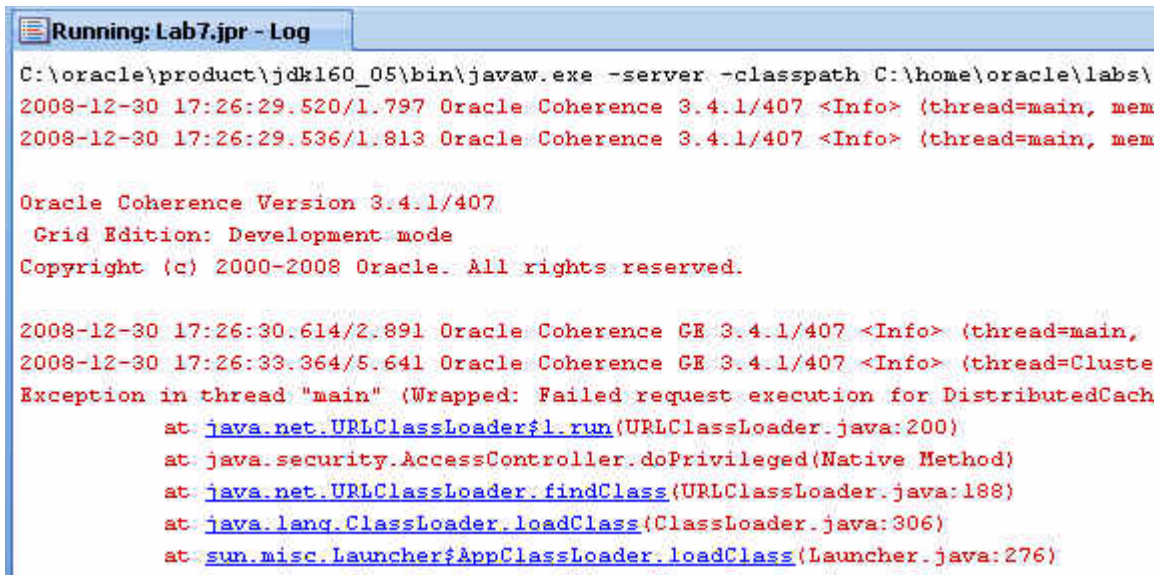 Running: Lab7.jpr - Log
C:\oracle\product\jdk160_05\bin\javaw.exe -server -classpath C:\home\oracle\labs\
2008-12-30 17:26:29.520/1.797 Oracle Coherence 3.4.1/407 <Info> (thread=main, mem
2008-12-30 17:26:29.536/1.813 Oracle Coherence 3.4.1/407 <Info> (thread=main, mem
Oracle Coherence Version 3.4.1/407
Grid Edition: Development mode
Copyright (c) 2000-2008 Oracle. All rights reserved.
2008-12-30 17:26:30.614/2.891 Oracle Coherence GE 3.4.1/407 <Info> (thread=main,
2008-12-30 17:26:33.364/5.641 Oracle Coherence GE 3.4.1/407 <Info> (thread=Cluste
Exception in thread "main" (Wrapped: Failed request execution for DistributedCach
at java.net.URLClassLoader$1.run(URLClassLoader.java:200)
at java.security.AccessController.doPrivileged(Native Method)
at java.net.URLClassLoader.findClass(URLClassLoader.java:188)
at java.lang.ClassLoader.loadClass(ClassLoader.java:306)
at sun.misc.Launcher$AppClassLoader.loadClass(Launcher.java:276)